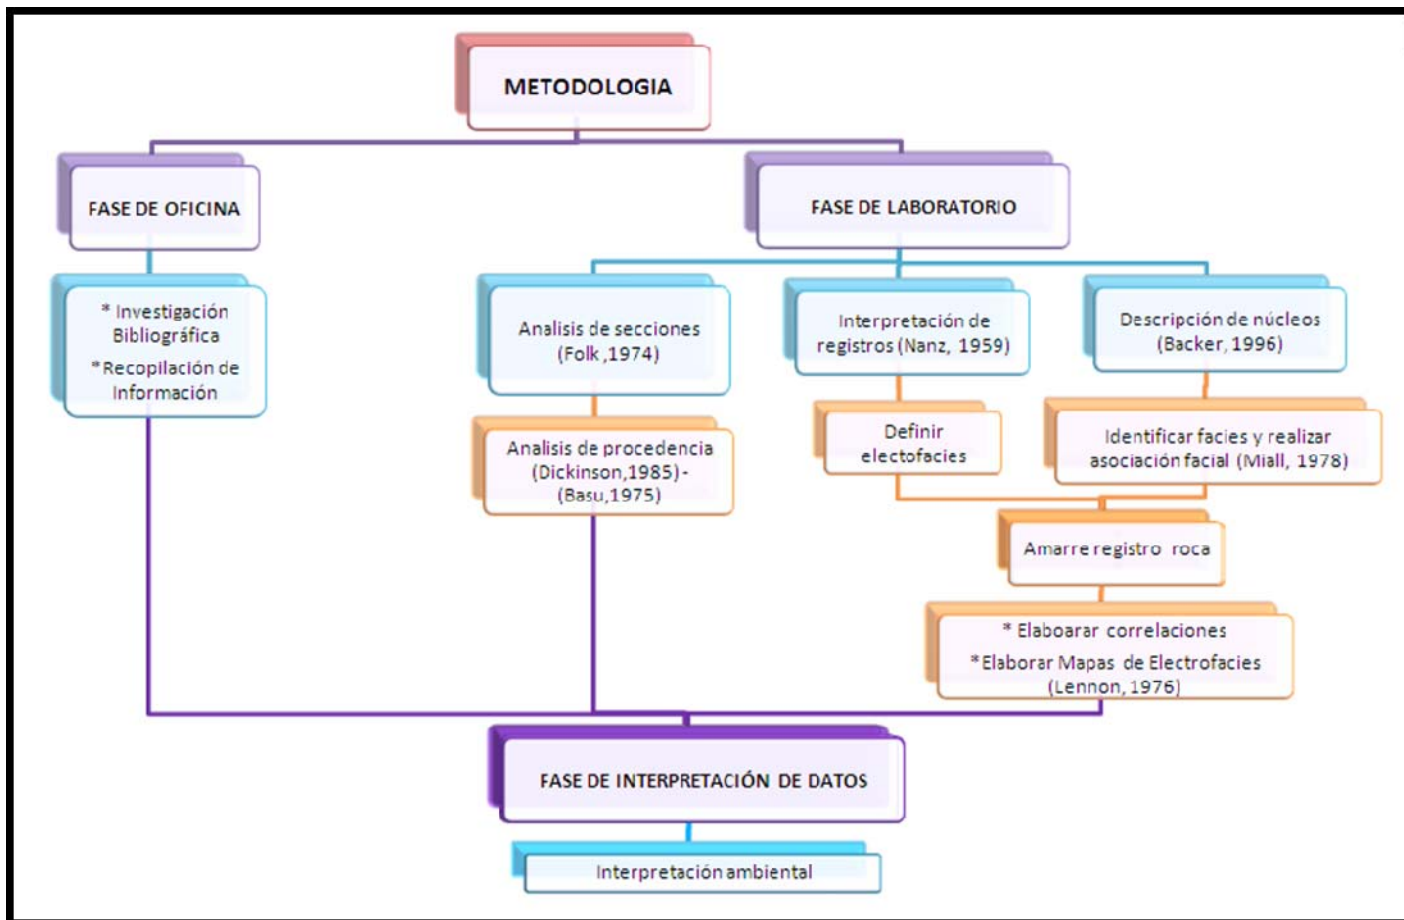 METODOLOGIA
FASE DE OFICINA
FASE DE LABORATORIO
* Investigación
Bibliográfica
*Recopilación de
Información
Analisis de secciones
(Folk ,1974)
Interpretación de
registros (Nanz, 1959)
Descripción de núcleos
(Backer, 1996)
Analisis de procedencia
(Dickinson,1985) -
(Basu,1975)
Definir
electofacies
Identificar facies y realizar
asociación facial (Miall, 1978)
Amarre registro roca
* Elaboarar correlaciones
*Elaborar Mapas de Electrofacies
(Lennon, 1976)
FASE DE INTERPRETACIÓN DE DATOS
Interpretación ambiental